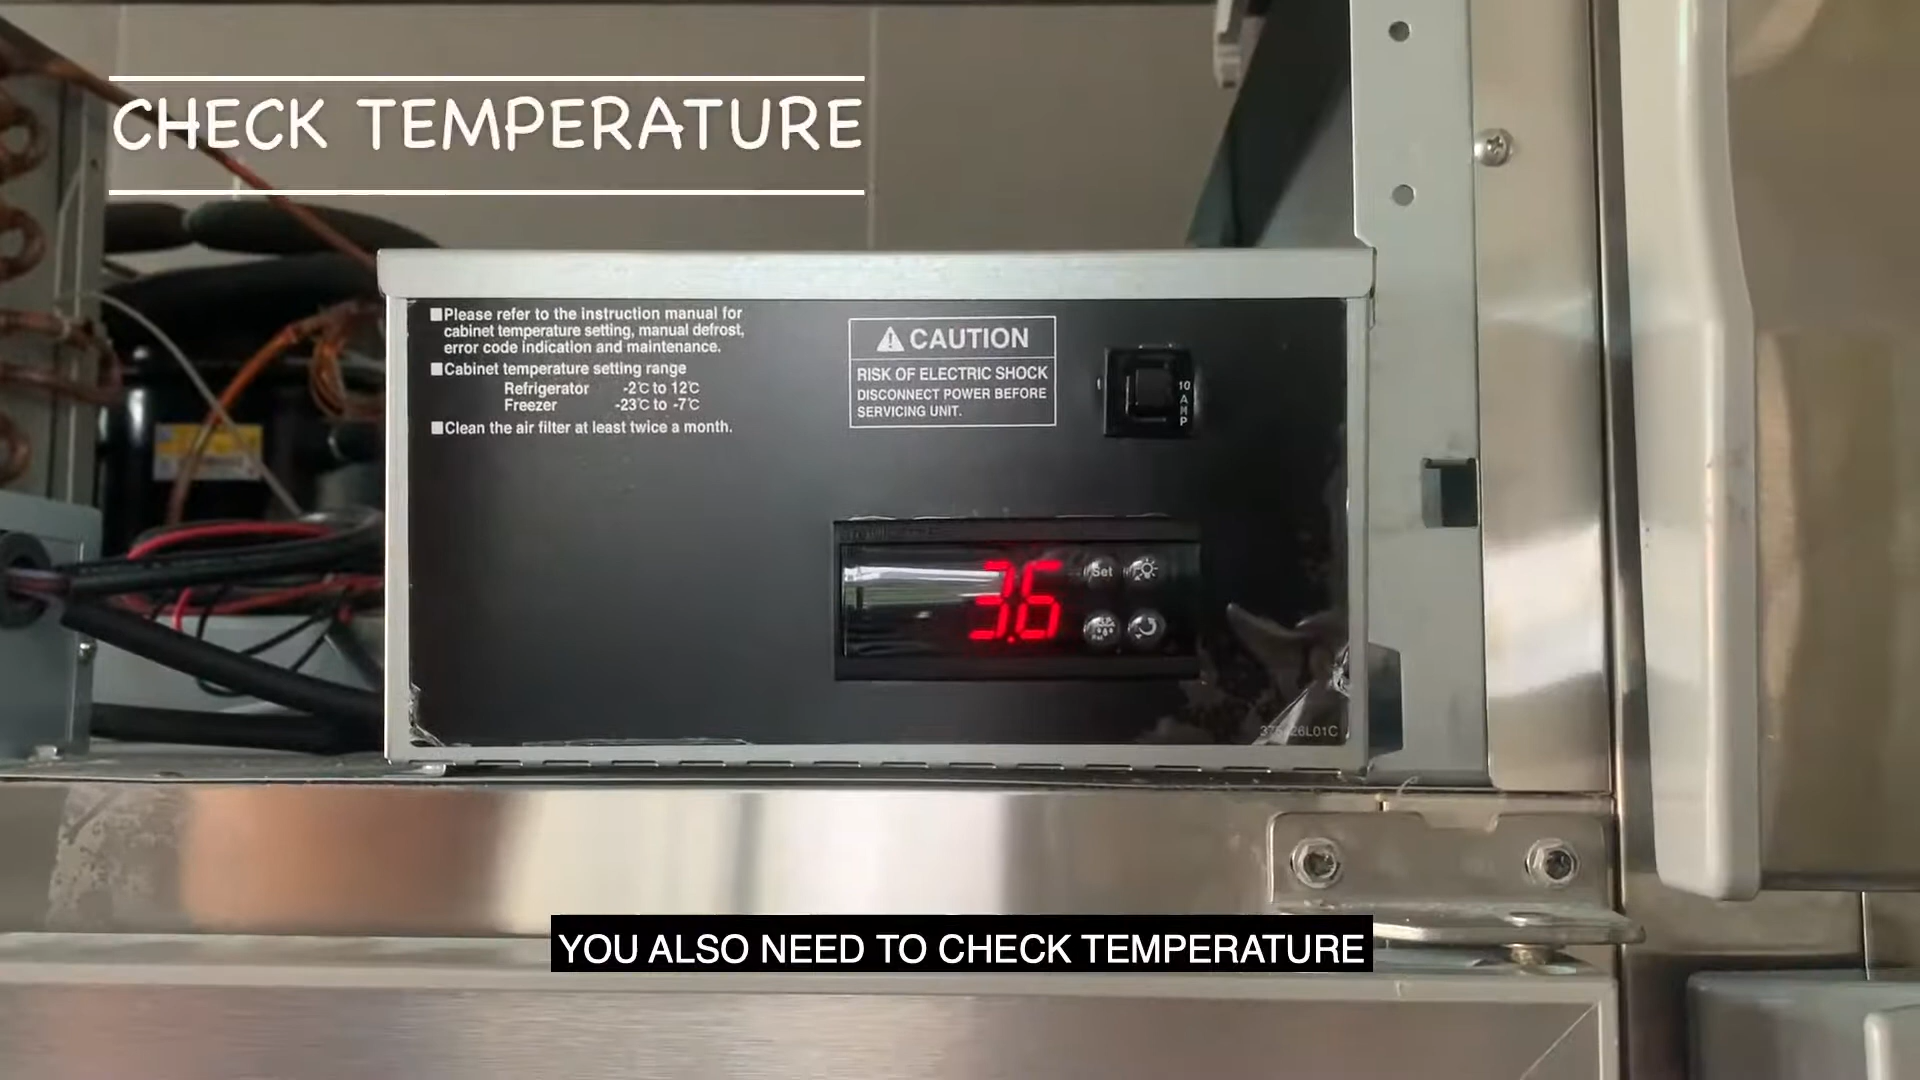 CHECK TEMPERATURE
■Please refer to the instruction manual for
cabinet temperature setting, manual defrost,
error code indication and maintenance.
■Cabinet temperature setting range
Refrigerator -2℃ to 12℃
Freezer -23℃ to -7℃
■Clean the air filter at least twice a month.
⚠ CAUTION
RISK OF ELECTRIC SHOCK
DISCONNECT POWER BEFORE
SERVICING UNIT.
10
A
M
P
3.6
Set
YOU ALSO NEED TO CHECK TEMPERATURE